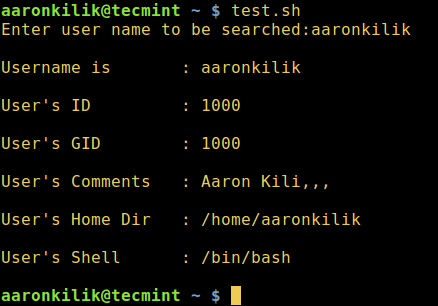 aaronkilik@tecmint ~ $ test.sh
Enter user name to be searched:aaronkilik
Username is       : aaronkilik
User's ID         : 1000
User's GID        : 1000
User's Comments   : Aaron Kili,,,
User's Home Dir   : /home/aaronkilik
User's Shell      : /bin/bash
aaronkilik@tecmint ~ $